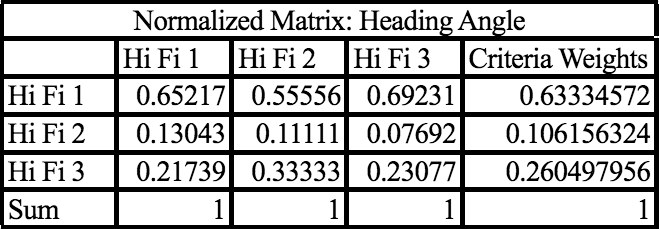 Normalized Matrix: Heading Angle
Hi Fi 1 Hi Fi 2 Hi Fi 3 Criteria Weights
Hi Fi 1 0.65217 0.55556 0.69231 0.63334572
Hi Fi 2 0.13043 0.11111 0.07692 0.106156324
Hi Fi 3 0.21739 0.33333 0.23077 0.260497956
Sum 1 1 1 1